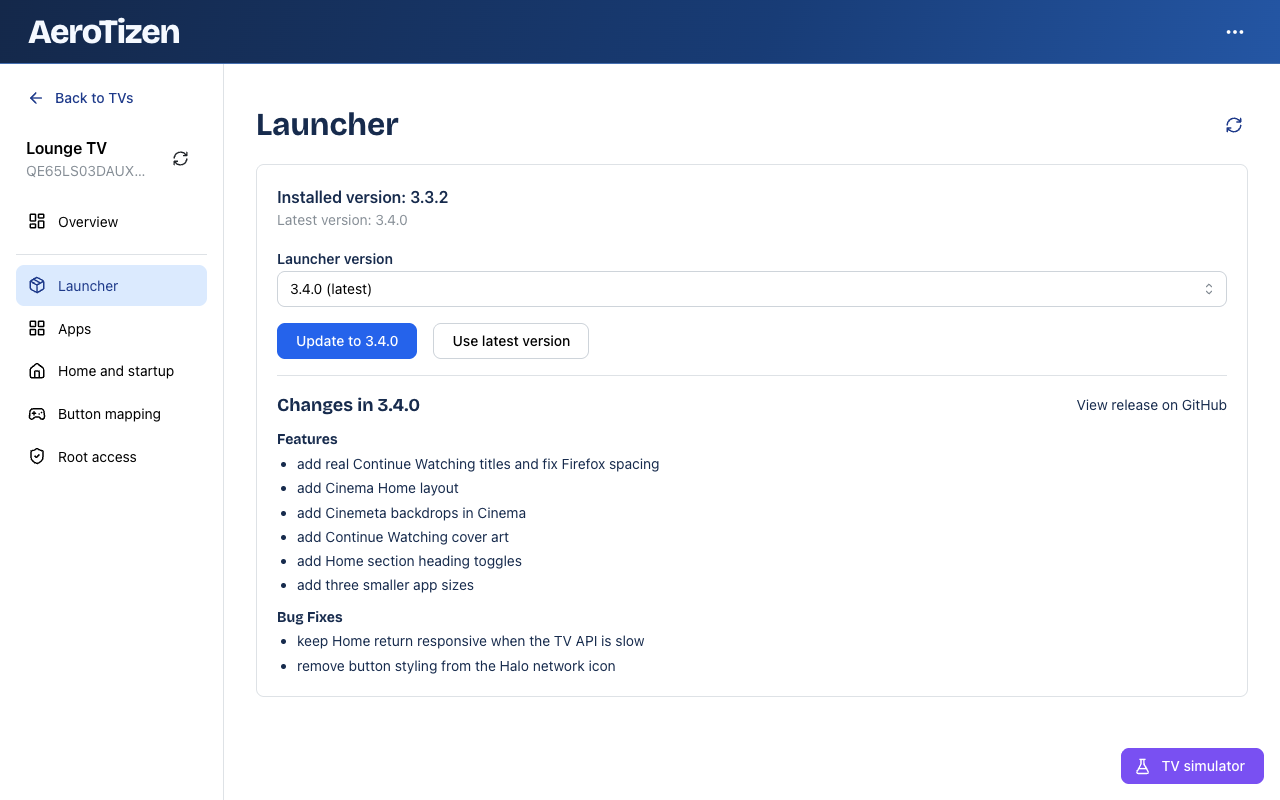 AeroTizen
Back to TVs
Lounge TV
QE65LS03DAUX...
Overview
Launcher
Apps
Home and startup
Button mapping
Root access
Launcher
Installed version: 3.3.2
Latest version: 3.4.0
Launcher version
3.4.0 (latest)
Update to 3.4.0
Use latest version
Changes in 3.4.0
View release on GitHub
Features
• add real Continue Watching titles and fix Firefox spacing
• add Cinema Home layout
• add Cinemeta backdrops in Cinema
• add Continue Watching cover art
• add Home section heading toggles
• add three smaller app sizes
Bug Fixes
• keep Home return responsive when the TV API is slow
• remove button styling from the Halo network icon
TV simulator